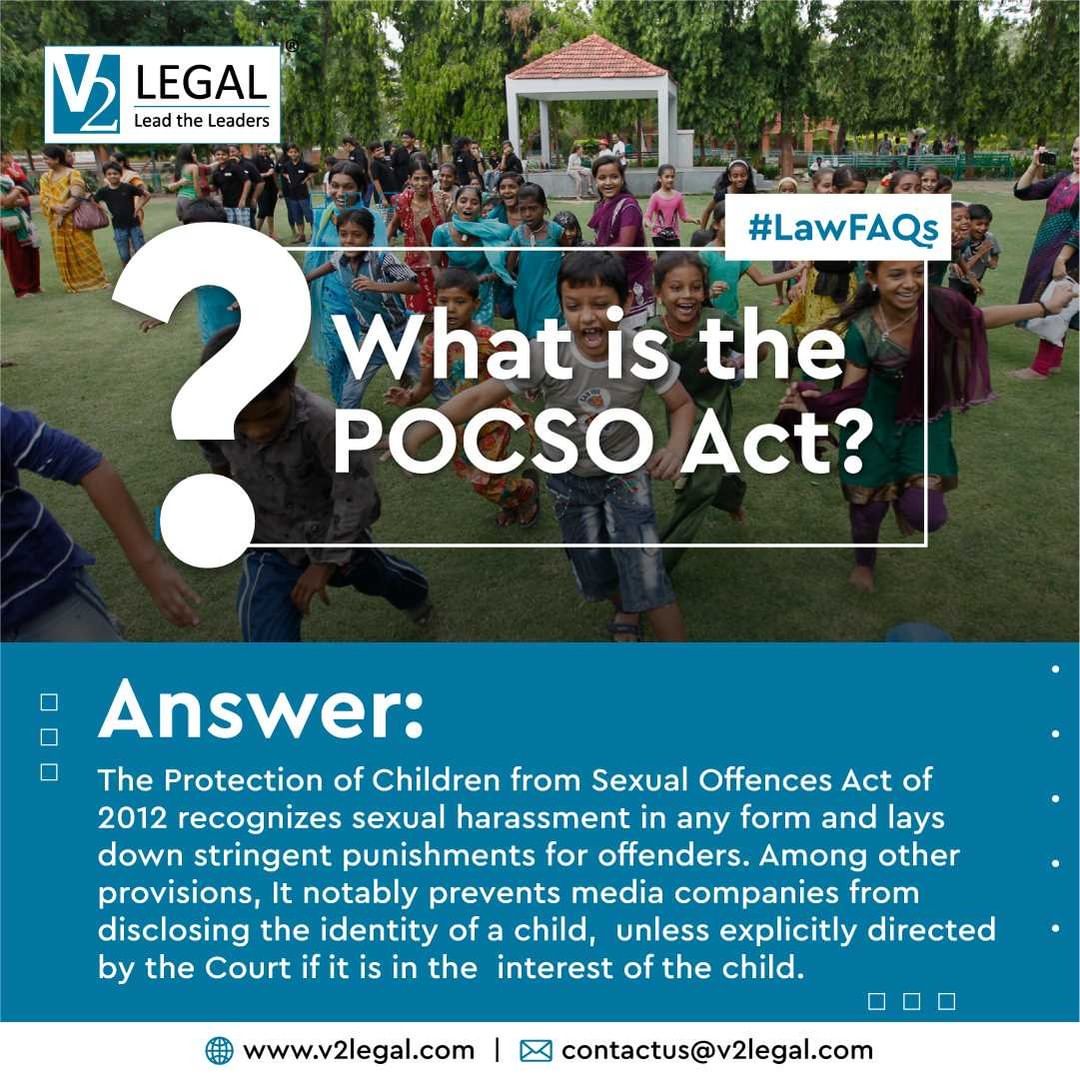 V2 LEGAL ®
Lead the Leaders
#LawFAQs
?
What is the
POCSO Act?
Answer:
The Protection of Children from Sexual Offences Act of
2012 recognizes sexual harassment in any form and lays
down stringent punishments for offenders. Among other
provisions, It notably prevents media companies from
disclosing the identity of a child,  unless explicitly directed
by the Court if it is in the  interest of the child.
www.v2legal.com | contactus@v2legal.com